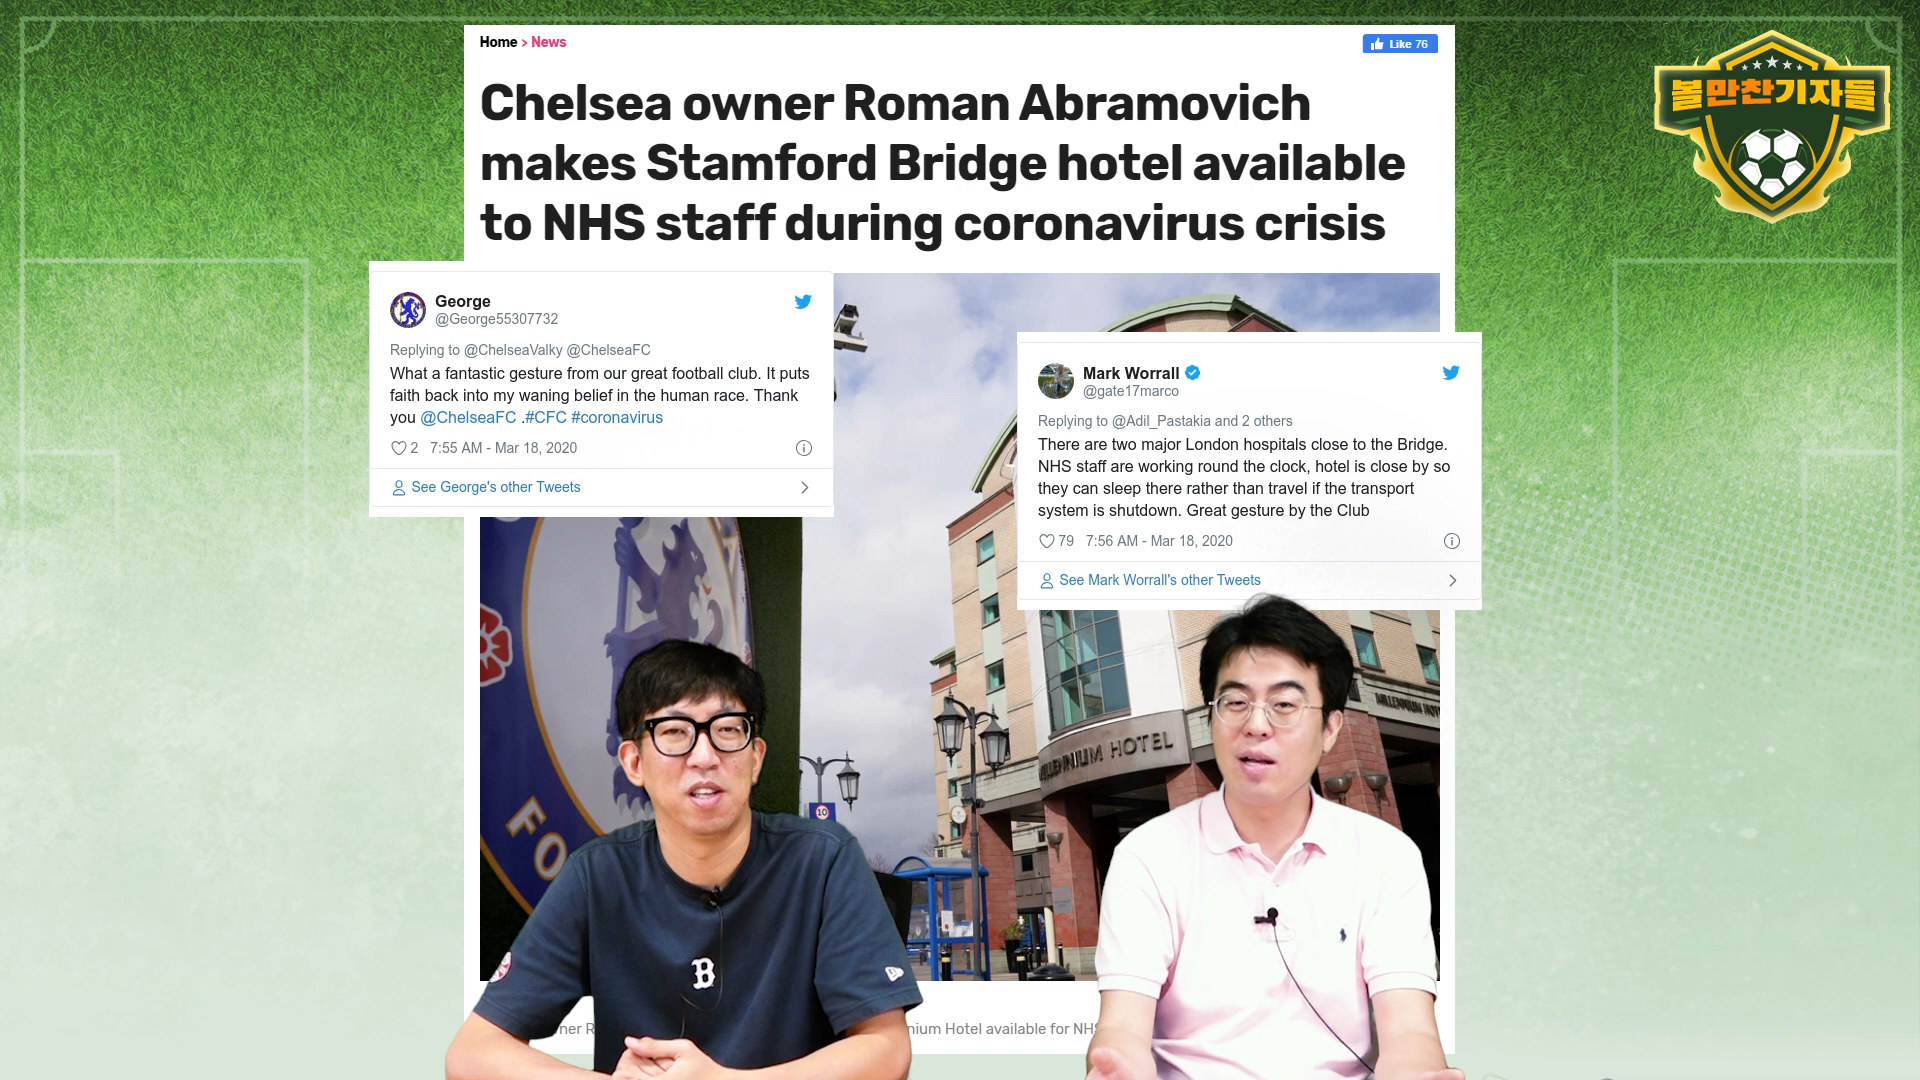 Home > News
Like 76
볼만찬기자들
Chelsea owner Roman Abramovich
makes Stamford Bridge hotel available
to NHS staff during coronavirus crisis
George
@George55307732
Replying to @ChelseaValky @ChelseaFC
What a fantastic gesture from our great football club. It puts
faith back into my waning belief in the human race. Thank
you @ChelseaFC .#CFC #coronavirus
2 7:55 AM - Mar 18, 2020
See George's other Tweets
Mark Worrall
@gate17marco
Replying to @Adil_Pastakia and 2 others
There are two major London hospitals close to the Bridge.
NHS staff are working round the clock, hotel is close by so
they can sleep there rather than travel if the transport
system is shutdown. Great gesture by the Club
79 7:56 AM - Mar 18, 2020
See Mark Worrall's other Tweets
MILLENNIUM HOTEL
MILLENNIUM HOT
10
FO
B
ner R
nium Hotel available for NHS